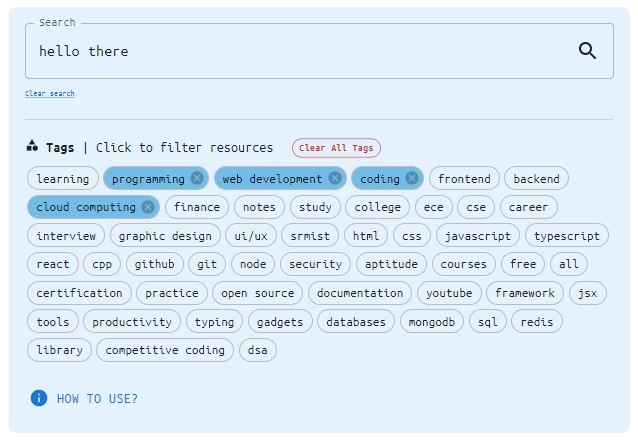 Search
hello there
Clear search
Tags | Click to filter resources Clear All Tags
learning programming web development coding frontend backend
cloud computing finance notes study college ece cse career
interview graphic design ui/ux srmist html css javascript typescript
react cpp github git node security aptitude courses free all
certification practice open source documentation youtube framework jsx
tools productivity typing gadgets databases mongodb sql redis
library competitive coding dsa
HOW TO USE?